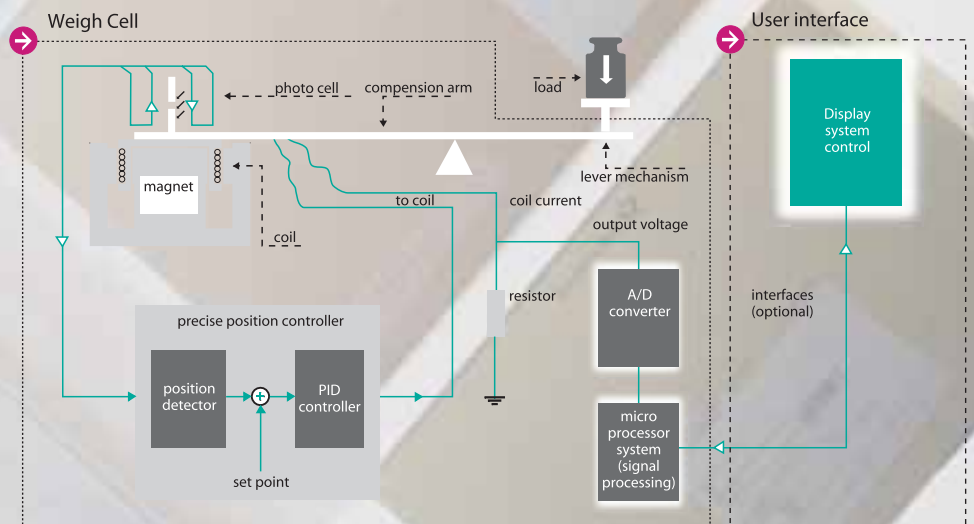 Weigh Cell
User interface
photo cell
compension arm
load
Display
system
control
magnet
lever mechanism
to coil
coil current
output voltage
coil
A/D
converter
resistor
interfaces
(optional)
precise position controller
position
detector
+
PID
controller
micro
processor
system
(signal
processing)
set point